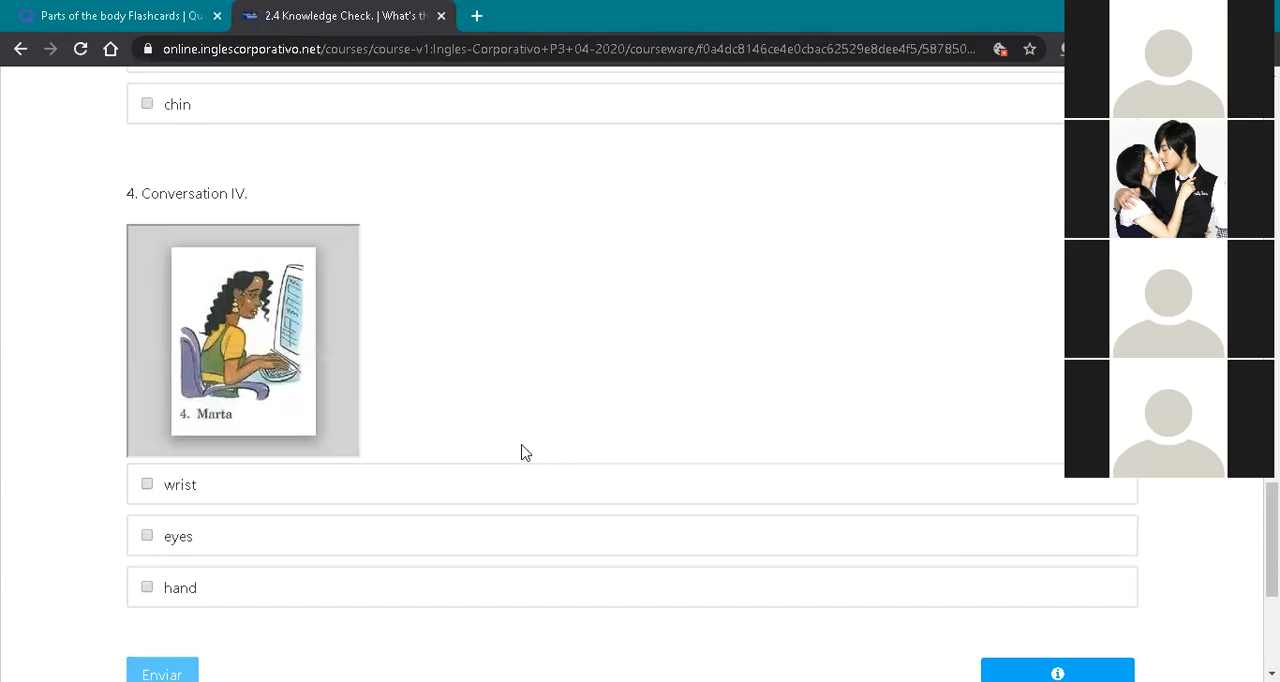 Parts of the body Flashcards | Qu
2.4 Knowledge Check. | What's th
online.inglescorporativo.net/courses/course-v1:Ingles-Corporativo+P3+04-2020/courseware/f0a4dc8146ce4e0cbac62529e8dee4f5/587850...
chin
4. Conversation IV.
4. Marta
wrist
eyes
hand
Enviar